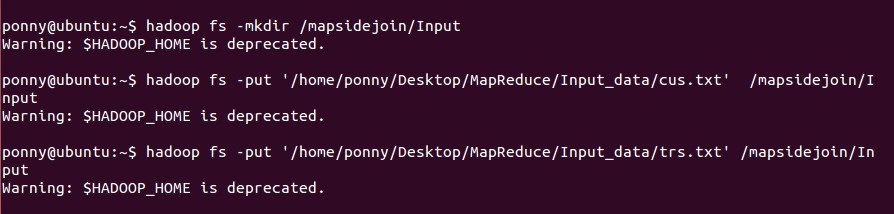 ponny@ubuntu:~$ hadoop fs -mkdir /mapsidejoin/Input
Warning: $HADOOP_HOME is deprecated.
ponny@ubuntu:~$ hadoop fs -put '/home/ponny/Desktop/MapReduce/Input_data/cus.txt'  /mapsidejoin/I
nput
Warning: $HADOOP_HOME is deprecated.
ponny@ubuntu:~$ hadoop fs -put '/home/ponny/Desktop/MapReduce/Input_data/trs.txt' /mapsidejoin/In
put
Warning: $HADOOP_HOME is deprecated.